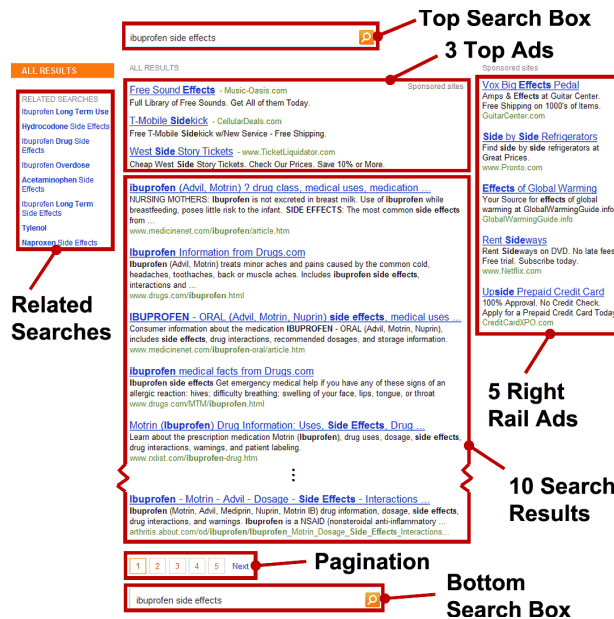 Top Search Box
ibuprofen side effects
3 Top Ads
ALL RESULTS
RELATED SEARCHES
Ibuprofen Long Term Use
Hydrocodone Side Effects
Ibuprofen Drug Side
Effects
Ibuprofen Overdose
Acetaminophen Side
Effects
Ibuprofen Long Term
Side Effects
Tylenol
Naproxen Side Effects
Related
Searches
ALL RESULTS
Sponsored sites
Free Sound Effects - Music-Oasis.com
Full Library of Free Sounds. Get All of them Today.
T-Mobile Sidekick - CellularDeals.com
Free T-Mobile Sidekick w/New Service - Free Shipping.
West Side Story Tickets - www.TicketLiquidator.com
Cheap West Side Story Tickets. Check Our Prices. Save 10% or More.
ibuprofen (Advil, Motrin) ? drug class, medical uses, medication ...
NURSING MOTHERS: Ibuprofen is not excreted in breast milk. Use of ibuprofen while
breastfeeding, poses little risk to the infant. SIDE EFFECTS: The most common side effects
from ...
www.medicinenet.com/ibuprofen/article.htm
Ibuprofen Information from Drugs.com
Ibuprofen (Advil, Motrin) treats minor aches and pains caused by the common cold,
headaches, toothaches, back or muscle aches. Includes ibuprofen side effects,
interactions and ...
www.drugs.com/ibuprofen.html
IBUPROFEN - ORAL (Advil, Motrin, Nuprin) side effects, medical uses ...
Consumer information about the medication IBUPROFEN - ORAL (Advil, Motrin, Nuprin),
includes side effects, drug interactions, recommended dosages, and storage information.
www.medicinenet.com/ibuprofen-oral/article.htm
ibuprofen medical facts from Drugs.com
Ibuprofen side effects Get emergency medical help if you have any of these signs of an
allergic reaction: hives; difficulty breathing; swelling of your face, lips, tongue, or throat
www.drugs.com/MTM/ibuprofen.html
Motrin (Ibuprofen) Drug Information: Uses, Side Effects, Drug ...
Learn about the prescription medication Motrin (Ibuprofen), drug uses, dosage, side effects,
drug interactions, warnings, and patient labeling.
www.rxlist.com/ibuprofen-drug.htm
Ibuprofen - Motrin - Advil - Dosage - Side Effects - Interactions ...
Ibuprofen (Motrin, Advil, Mediprin, Nuprin, Motrin IB) drug information, dosage, side effects,
drug interactions, and warnings. Ibuprofen is a NSAID (nonsteroidal anti-inflammatory ...
arthritis.about.com/od/ibuprofen/Ibuprofen_Motrin_Dosage_Side_Effects_Interactions...
Sponsored sites
Vox Big Effects Pedal
Amps & Effects at Guitar Center.
Free Shipping on 1000's of Items.
GuitarCenter.com
Side by Side Refrigerators
Find side by side refrigerators at
Great Prices.
www.Pronto.com
Effects of Global Warming
Your Source for effects of global
warming at GlobalWarmingGuide.info
GlobalWarmingGuide.info
Rent Sideways
Rent Sideways on DVD. No late fees
Free trial. Subscribe today.
www.Netflix.com
Upside Prepaid Credit Card
100% Approval. No Credit Check.
Apply for a Prepaid Credit Card Today
CreditCardXPO.com
5 Right
Rail Ads
10 Search
Results
1 2 3 4 5 Next
Pagination
ibuprofen side effects
Bottom
Search Box